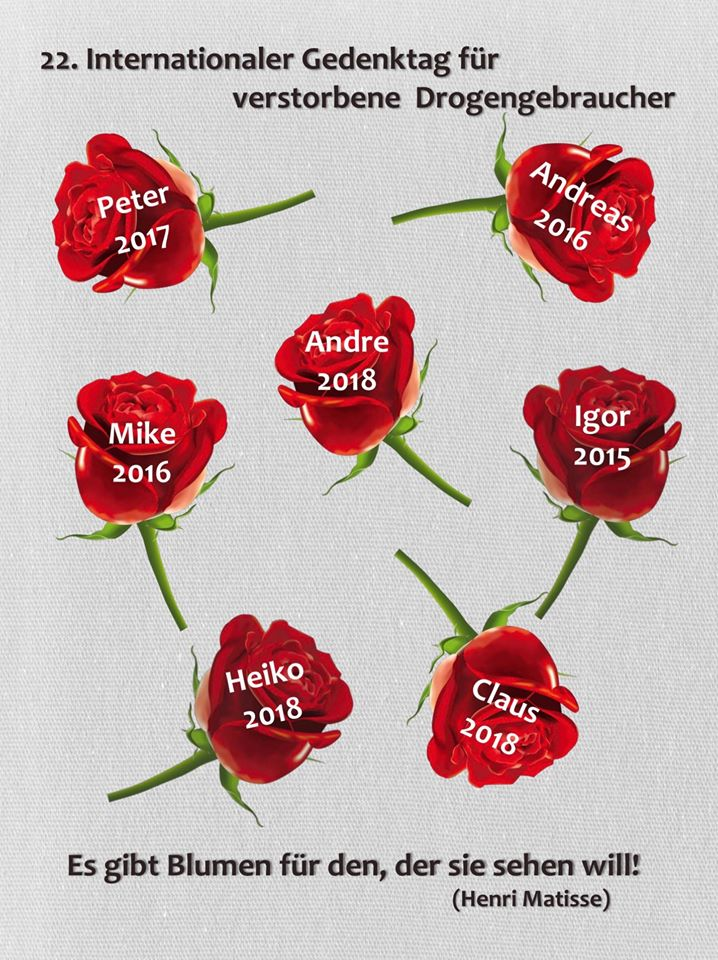 22. Internationaler Gedenktag für
verstorbene Drogengebraucher
Peter
2017
Andreas
2016
Andre
2018
Mike
2016
Igor
2015
Heiko
2018
Claus
2018
Es gibt Blumen für den, der sie sehen will!
(Henri Matisse)